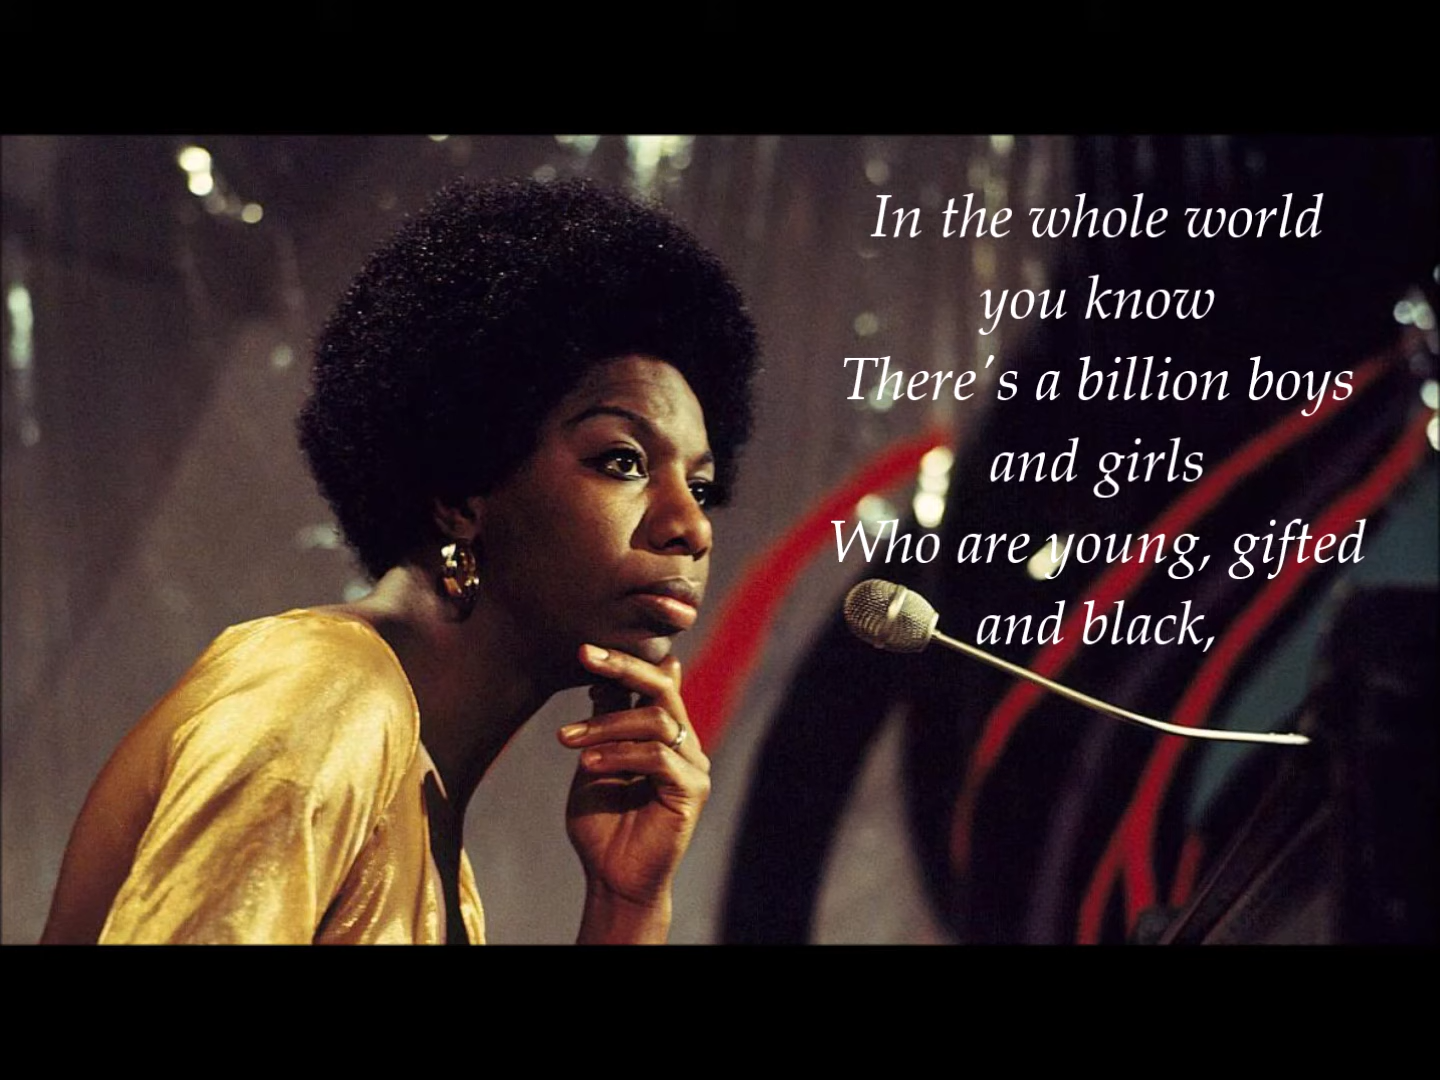 In the whole world
you know
There's a billion boys
and girls
Who are young, gifted
and black,